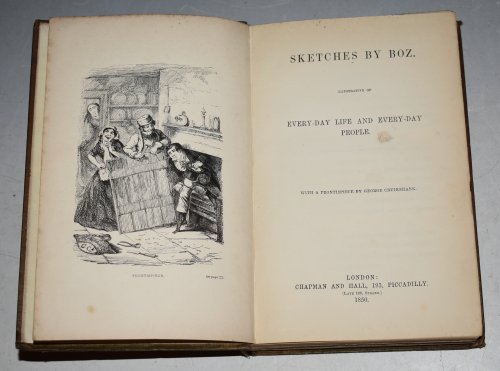 FRONTISPIECE.
SKETCHES BY BOZ.
ILLUSTRATIVE OF
EVERY-DAY LIFE AND EVERY-DAY
PEOPLE.
WITH A FRONTISPIECE BY GEORGE CRUIKSHANK.
LONDON:
CHAPMAN AND HALL, 193, PICCADILLY.
(LATE 186, STRAND.)
1850.